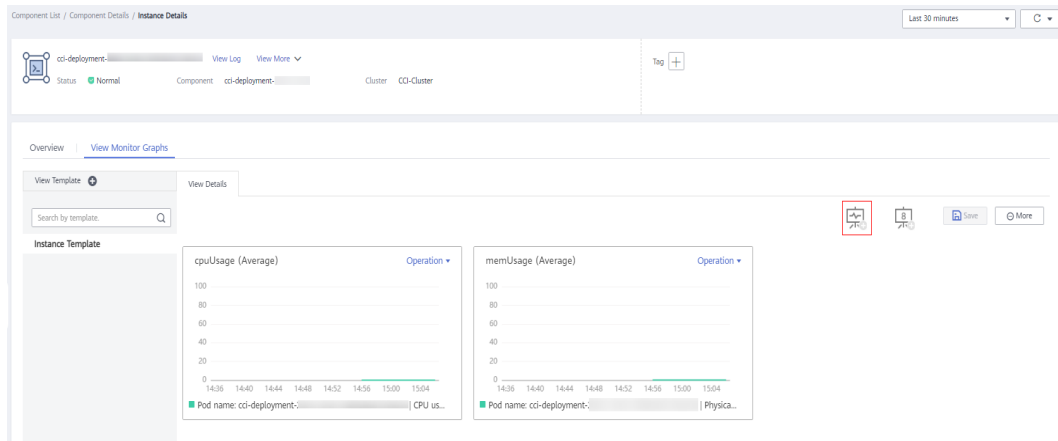 Component List / Component Details / Instance Details
Last 30 minutes
cci-deployment- View Log View More
Tag
Status Normal Component cci-deployment- Cluster CCI-Cluster
Overview View Monitor Graphs
View Template
View Details
Search by template.
8
Save
More
Instance Template
cpuUsage (Average) Operation
100
80
60
40
20
0
14:36 14:40 14:44 14:48 14:52 14:56 15:00 15:04
Pod name: cci-deployment- | CPU us...
memUsage (Average) Operation
100
80
60
40
20
0
14:36 14:40 14:44 14:48 14:52 14:56 15:00 15:04
Pod name: cci-deployment- | Physica...